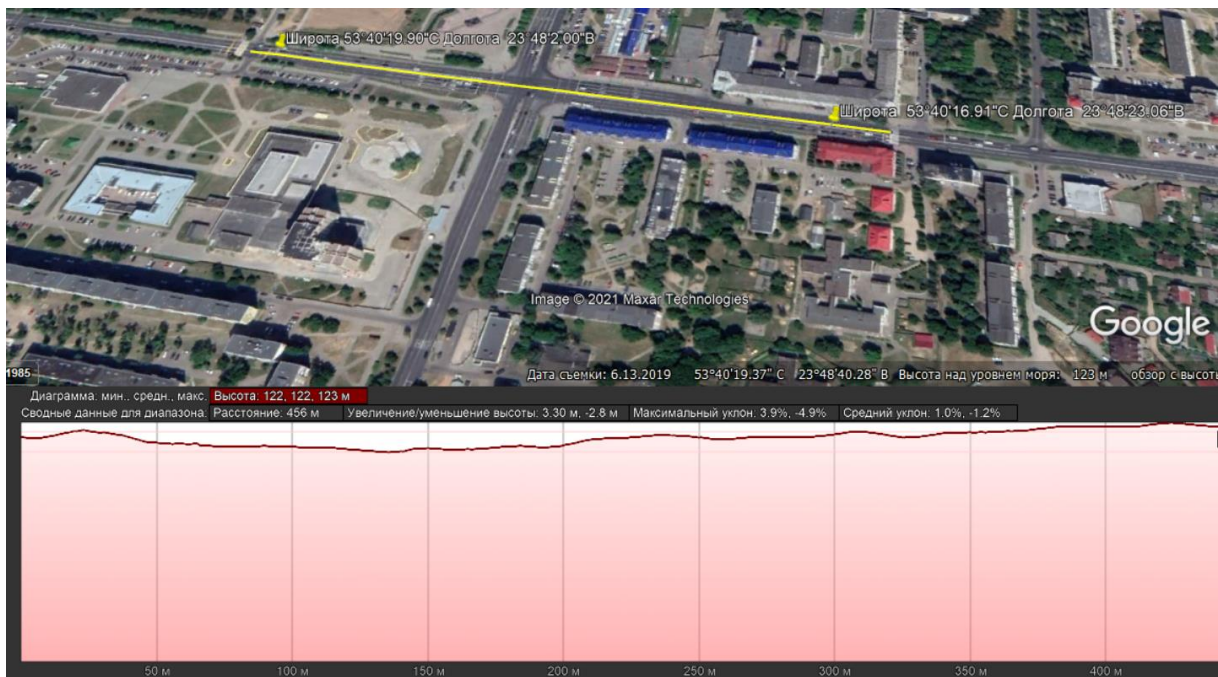 Широта 53°40'19.90"С Долгота 23°48'2.00"В
Широта 53°40'16.91"С Долгота 23°48'23.06"В
Image © 2021 Maxar Technologies
Google
1985
Дата съемки: 6.13.2019 53°40'19.37" С 23°48'40.28" В Высота над уровнем моря: 123 м обзор с высоты
Диаграмма: мин., средн., макс. Высота: 122, 122, 123 м
Сводные данные для диапазона: Расстояние: 456 м Увеличение/уменьшение высоты: 3.30 м, -2.8 м Максимальный уклон: 3.9%, -4.9% Средний уклон: 1.0%, -1.2%
50 м 100 м 150 м 200 м 250 м 300 м 350 м 400 м